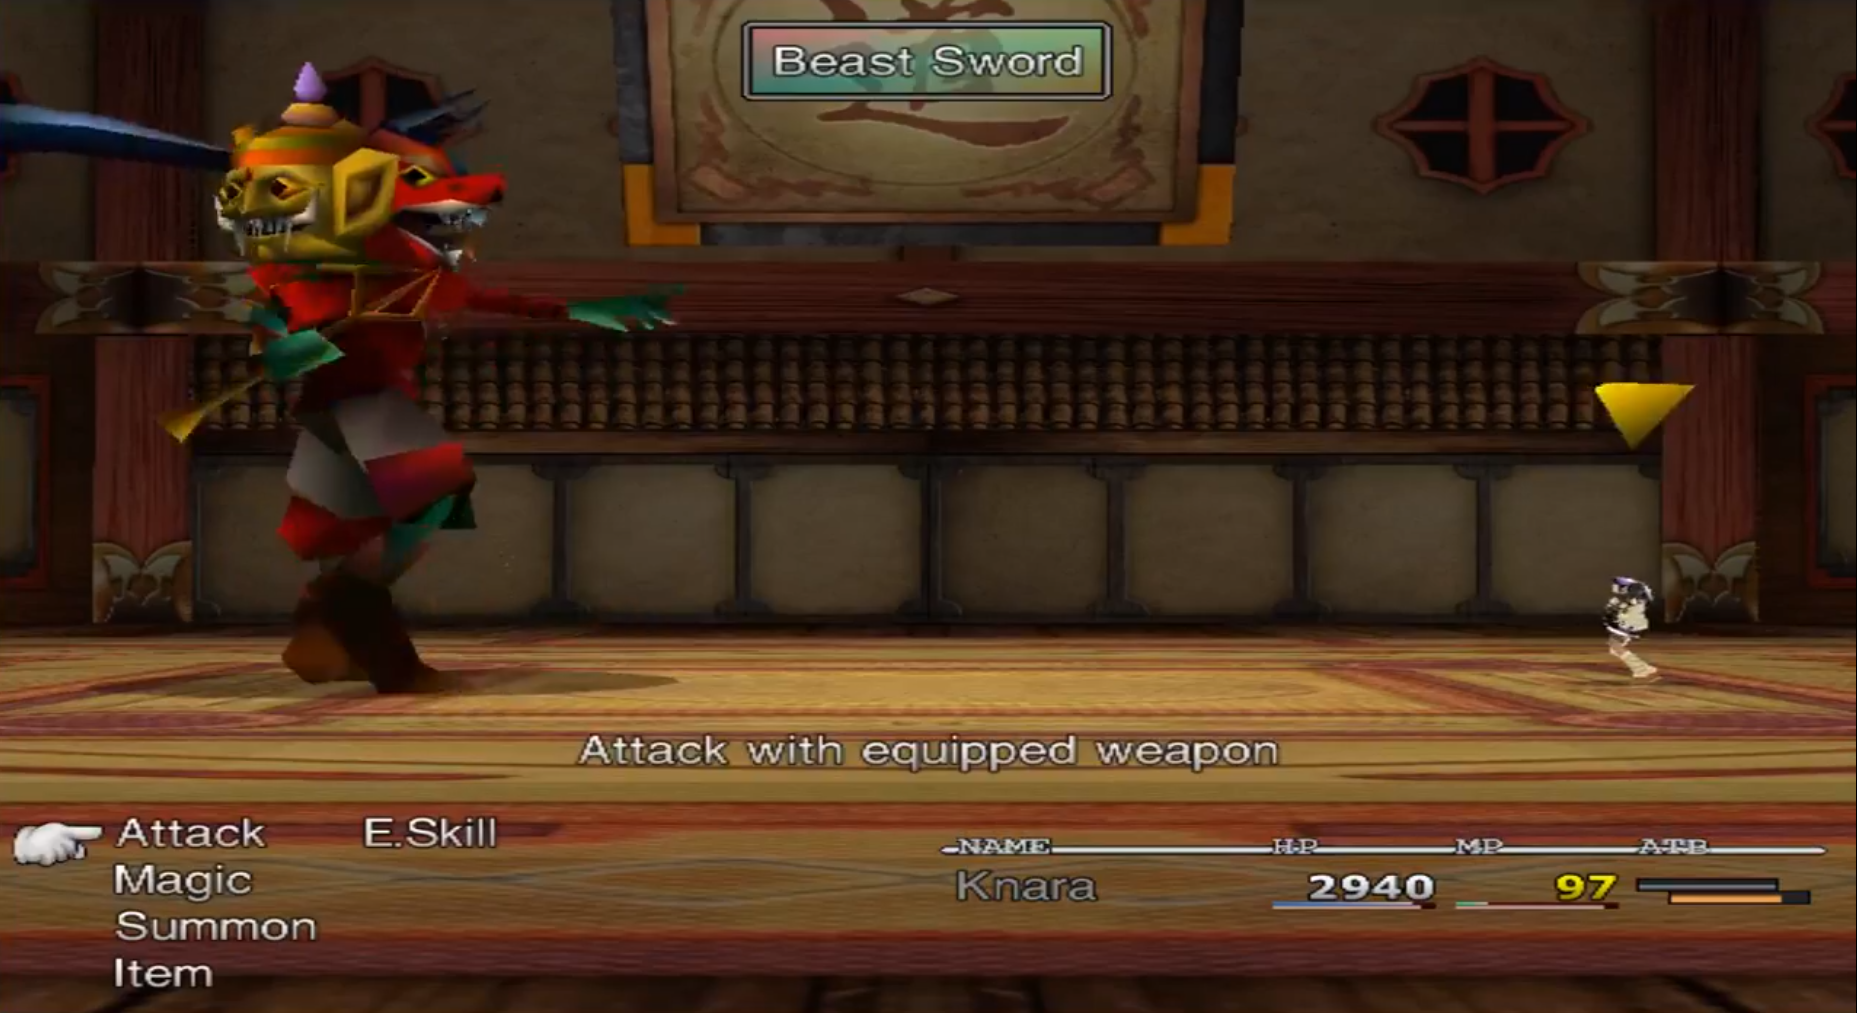 Beast Sword
Attack with equipped weapon
Attack E.Skill
Magic
Summon
Item
NAME HP MP ATB
Knara 2940 97